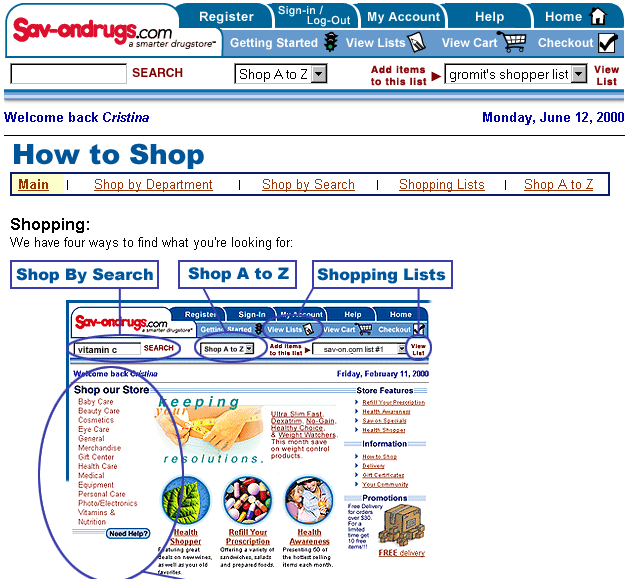 Register
Sign-in /
Log-Out
My Account
Help
Home
Sav-ondrugs.com
a smarter drugstore™
Getting Started
View Lists
View Cart
Checkout
SEARCH
Shop A to Z
Add items
to this list
gromit's shopper list
View
List
Welcome back Cristina
Monday, June 12, 2000
How to Shop
Main | Shop by Department | Shop by Search | Shopping Lists | Shop A to Z
Shopping:
We have four ways to find what you're looking for:
Shop By Search
Shop A to Z
Shopping Lists
Register
Sign-In
My Account
Help
Home
Sav-ondrugs.com
a smarter drugstore™
Getting Started
View Lists
View Cart
Checkout
vitamin c
SEARCH
Shop A to Z
Add items
to this list
sav-on.com list #1
View
List
Welcome back Cristina
Friday, February 11, 2000
Shop our Store
Baby Care
Beauty Care
Cosmetics
Eye Care
General
Merchandise
Gift Center
Health Care
Medical
Equipment
Personal Care
Photo/Electronics
Vitamins &
Nutrition
Need Help?
keeping
your
resolutions.
Ultra Slim Fast,
Dexatrim, No-Gain,
Healthy Choice,
& Weight Watchers.
This month save
on weight control
products.
Health
Shopper
Featuring great
deals on new wines,
as well as your old
favorites.
Refill Your
Prescription
Offering a variety of
sandwiches, salads
and prepared foods.
Health
Awareness
Presenting 50 of
the hottest selling
items each month.
Store Features
Refill Your Prescription
Health Awareness
Sav-on Specials
Health Shopper
Information
How to Shop
Delivery
Gift Certificates
Your Community
Promotions
Free Delivery
for orders
over $30.
For a
limited time
get 10
free items!!!
FREE delivery